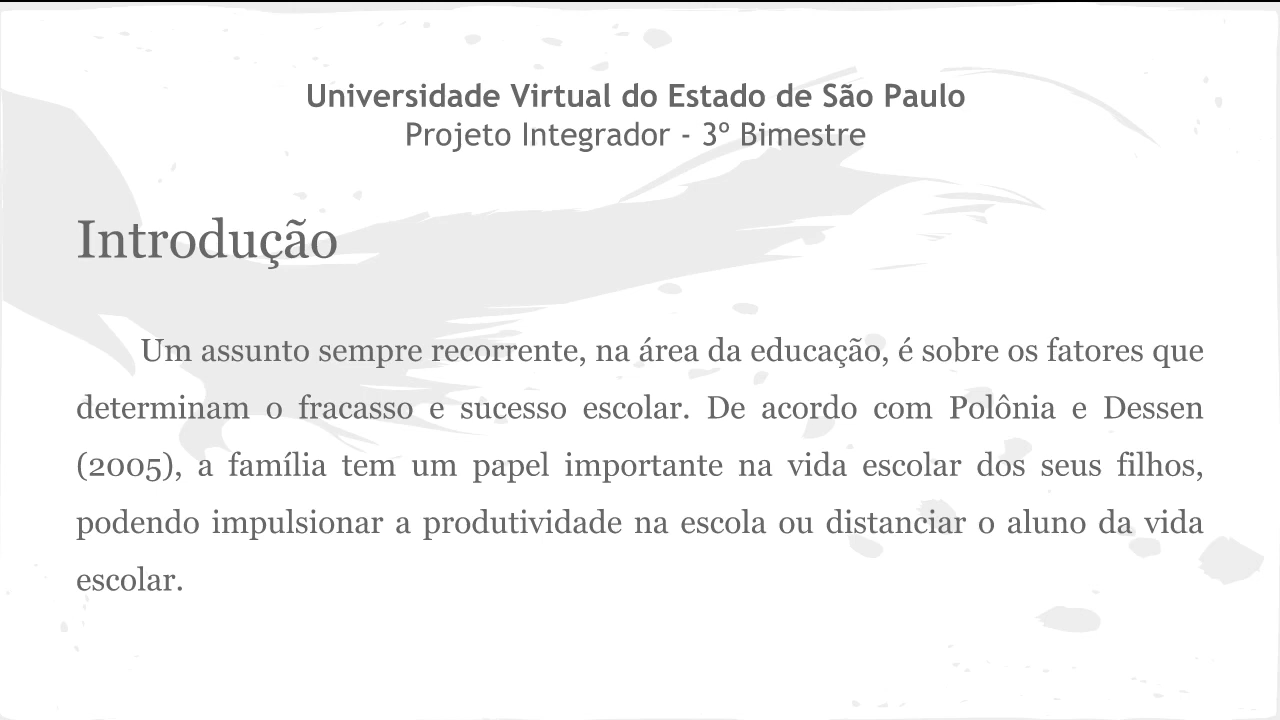 Universidade Virtual do Estado de São Paulo
Projeto Integrador - 3º Bimestre
Introdução
Um assunto sempre recorrente, na área da educação, é sobre os fatores que
determinam o fracasso e sucesso escolar. De acordo com Polônia e Dessen
(2005), a família tem um papel importante na vida escolar dos seus filhos,
podendo impulsionar a produtividade na escola ou distanciar o aluno da vida
escolar.